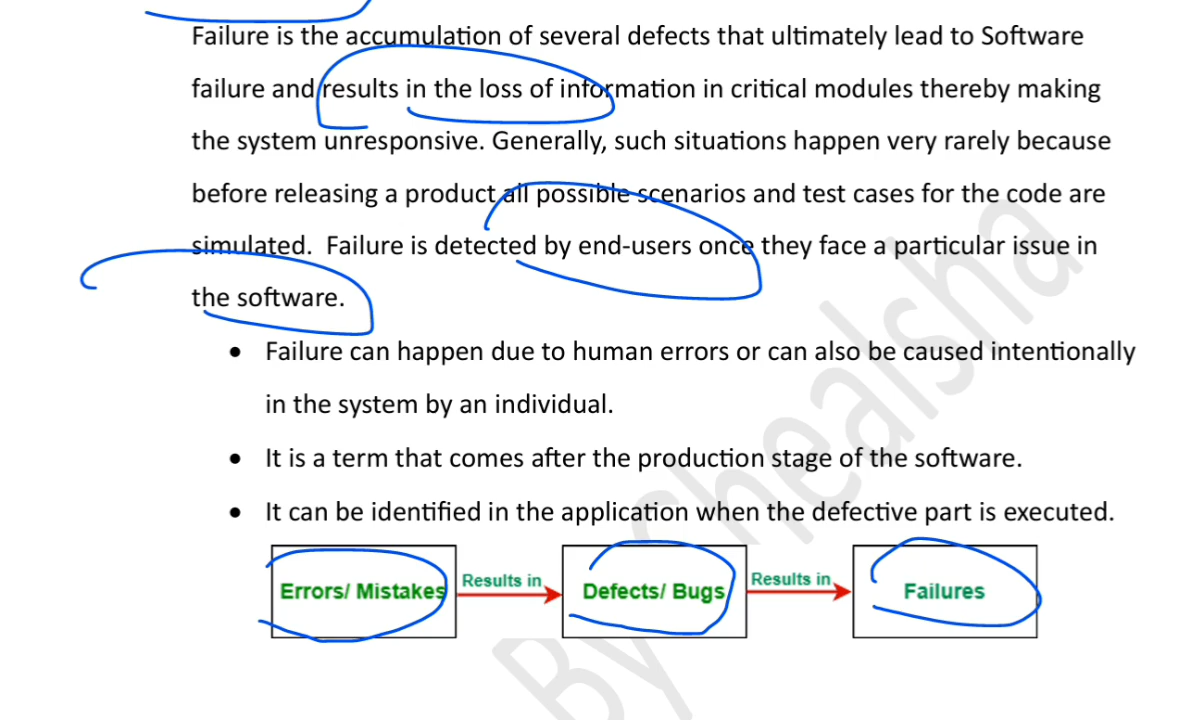 Failure is the accumulation of several defects that ultimately lead to Software
failure and results in the loss of information in critical modules thereby making
the system unresponsive. Generally, such situations happen very rarely because
before releasing a product all possible scenarios and test cases for the code are
simulated. Failure is detected by end-users once they face a particular issue in
the software.
• Failure can happen due to human errors or can also be caused intentionally
in the system by an individual.
• It is a term that comes after the production stage of the software.
• It can be identified in the application when the defective part is executed.
Errors/ Mistakes Results in Defects/ Bugs Results in Failures
By Shealsha